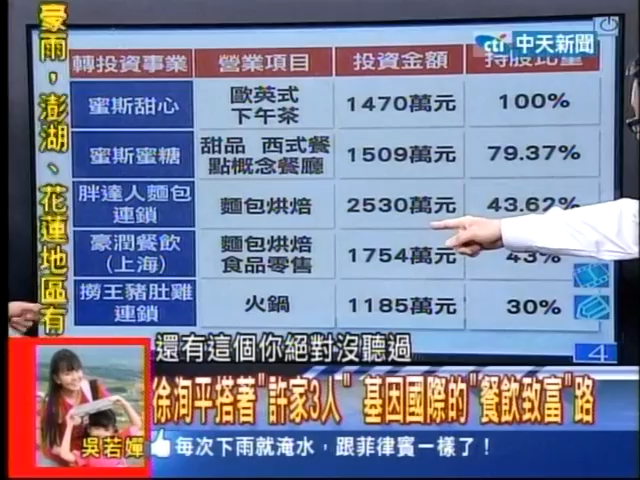 豪雨，澎湖、花蓮地區有
cti 中天新聞
轉投資事業 營業項目 投資金額 持股比重
蜜斯甜心 歐英式下午茶 1470萬元 100%
蜜斯蜜糖 甜品 西式餐點概念餐廳 1509萬元 79.37%
胖達人麵包連鎖 麵包烘焙 2530萬元 43.62%
豪潤餐飲(上海) 麵包烘焙食品零售 1754萬元 43%
撈王豬肚雞連鎖 火鍋 1185萬元 30%
4
還有這個你絕對沒聽過
徐洵平搭著"許家3人" 基因國際的"餐飲致富"路
吳若嬋
每次下雨就淹水，跟菲律賓一樣了！